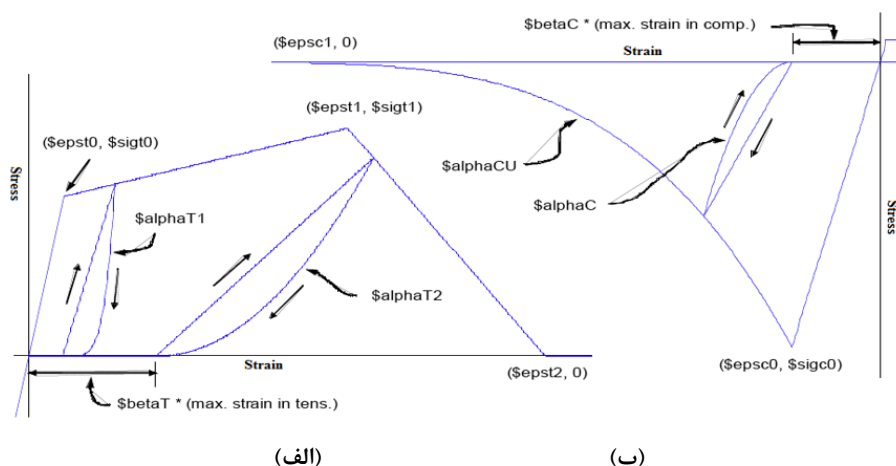 $betaC * (max. strain in comp.)
($epsc1, 0)
Strain
($epst1, $sigt1)
($epst0, $sigt0)
Stress
$alphaCU
$alphaC
$alphaT1
Stress
$alphaT2
Strain
($epst2, 0)
($epsc0, $sigc0)
$betaT * (max. strain in tens.)
(الف)
(ب)